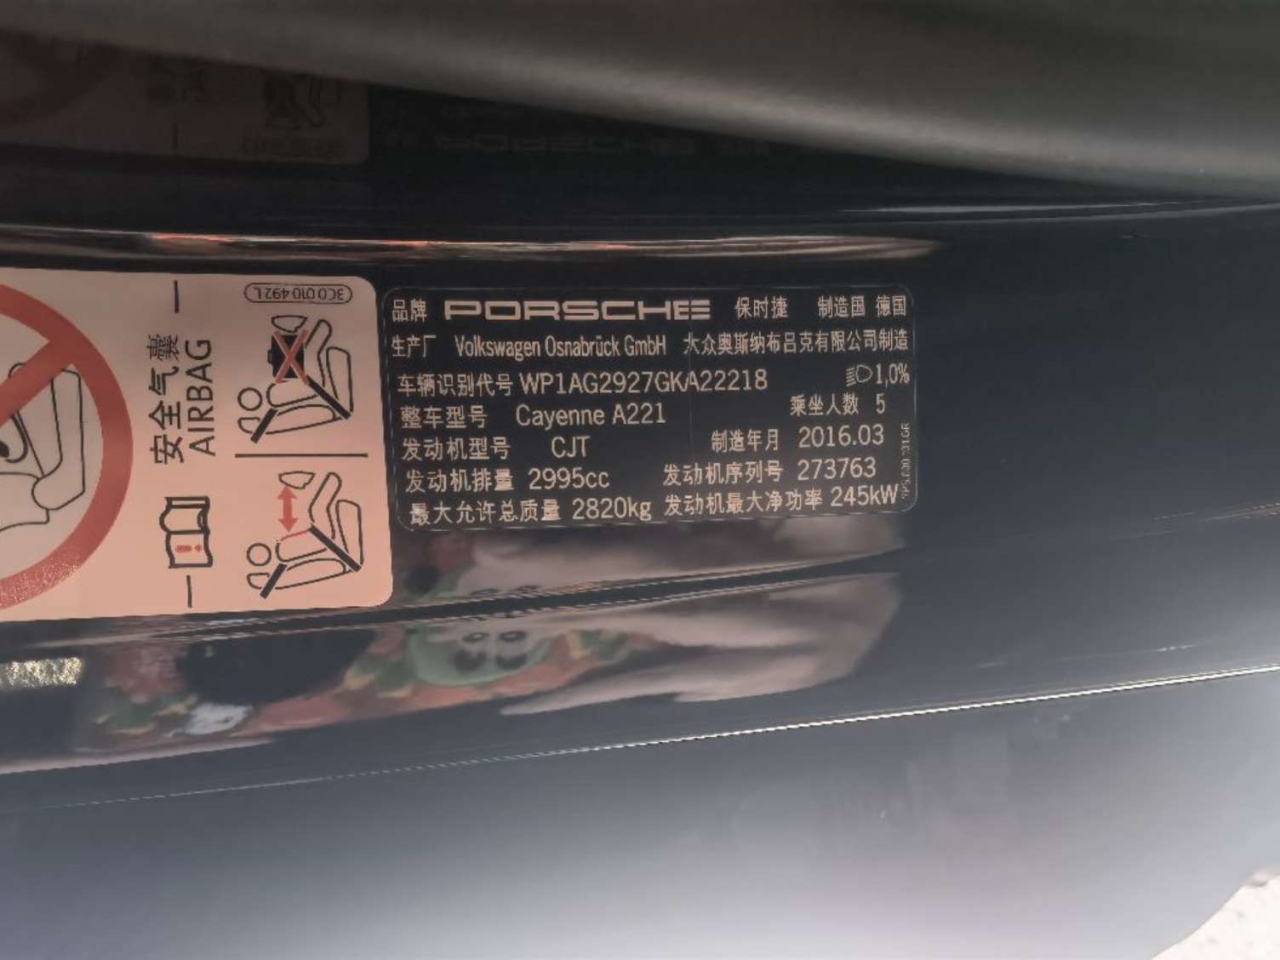 3C0 010 492 L
安全气囊
AIRBAG
品牌 PORSCHE 保时捷 制造国 德国
生产厂 Volkswagen Osnabrück GmbH 大众奥斯纳布吕克有限公司制造
车辆识别代号 WP1AG2927GKA22218 1,0%
整车型号 Cayenne A221 乘坐人数 5
发动机型号 CJT 制造年月 2016.03
发动机排量 2995cc 发动机序列号 273763
最大允许总质量 2820kg 发动机最大净功率 245kW